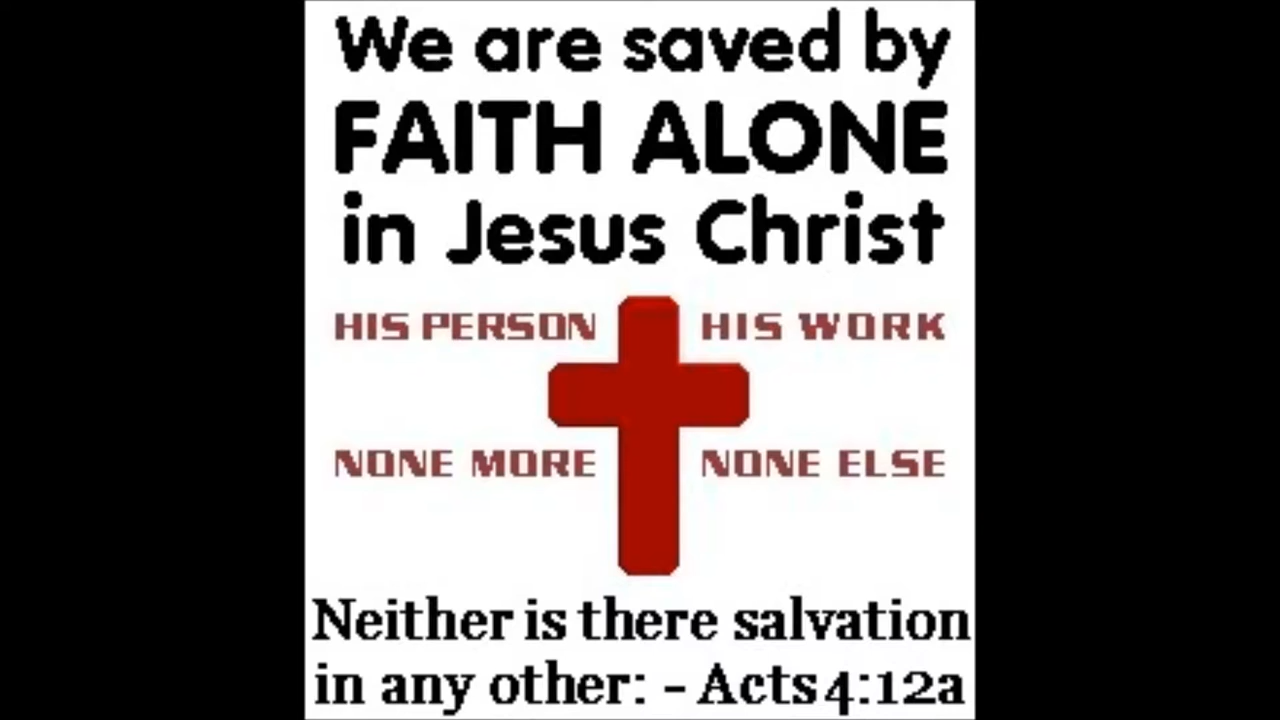 We are saved by
FAITH ALONE
in Jesus Christ
HIS PERSON HIS WORK
NONE MORE NONE ELSE
Neither is there salvation
in any other: - Acts 4:12a